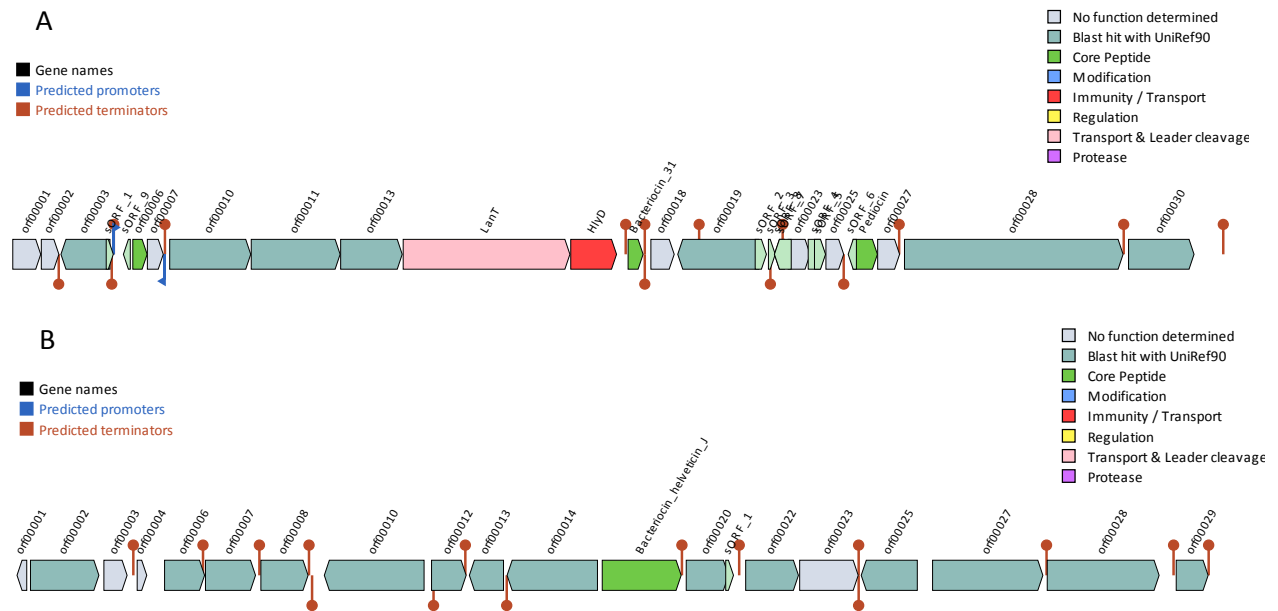 A
No function determined
Blast hit with UniRef90
Core Peptide
Modification
Immunity / Transport
Regulation
Transport & Leader cleavage
Protease
Gene names
Predicted promoters
Predicted terminators
orf00001
orf00002
orf00003
sORF_1
sORF_9
orf00006
orf00007
orf00010
orf00011
orf00013
LanT
HlyD
Bacteriocin_31
orf00018
orf00019
sORF_2
sORF_3
orf00023
orf00025
sORF_6
Pediocin
orf00027
orf00028
orf00030
B
No function determined
Blast hit with UniRef90
Core Peptide
Modification
Immunity / Transport
Regulation
Transport & Leader cleavage
Protease
Gene names
Predicted promoters
Predicted terminators
orf00001
orf00002
orf00003
orf00004
orf00006
orf00007
orf00008
orf00010
orf00012
orf00013
orf00014
Bacteriocin_helveticin_J
orf00020
sORF_1
orf00022
orf00023
orf00025
orf00027
orf00028
orf00029